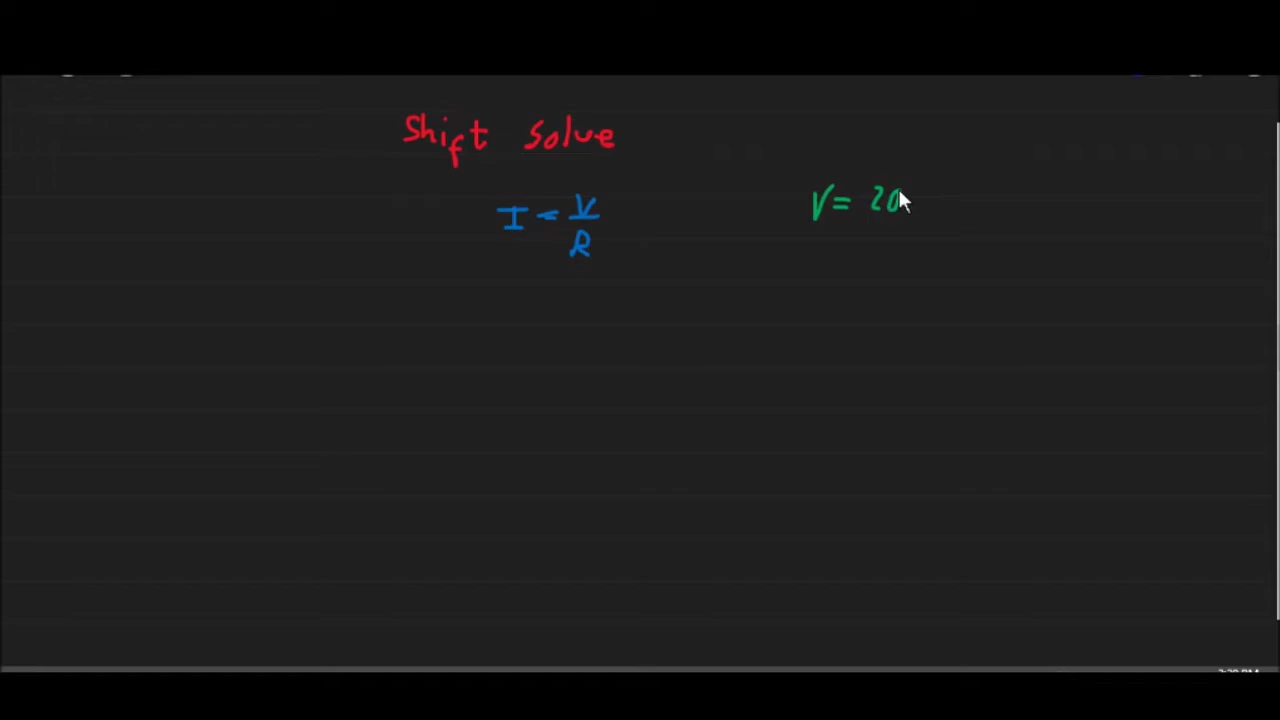 Shift Solve
I = V/R
V = 20